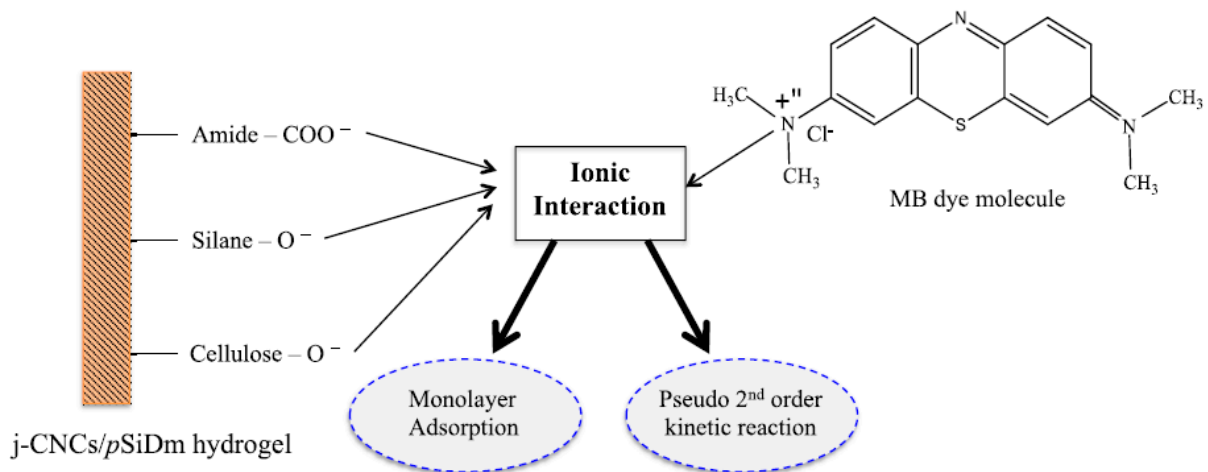 Amide – COO⁻
Silane – O⁻
Cellulose – O⁻
j-CNCs/pSiDm hydrogel
Ionic
Interaction
N
S
H₃C
N
+"
Cl-
CH₃
CH₃
N
CH₃
MB dye molecule
Monolayer
Adsorption
Pseudo 2ⁿᵈ order
kinetic reaction